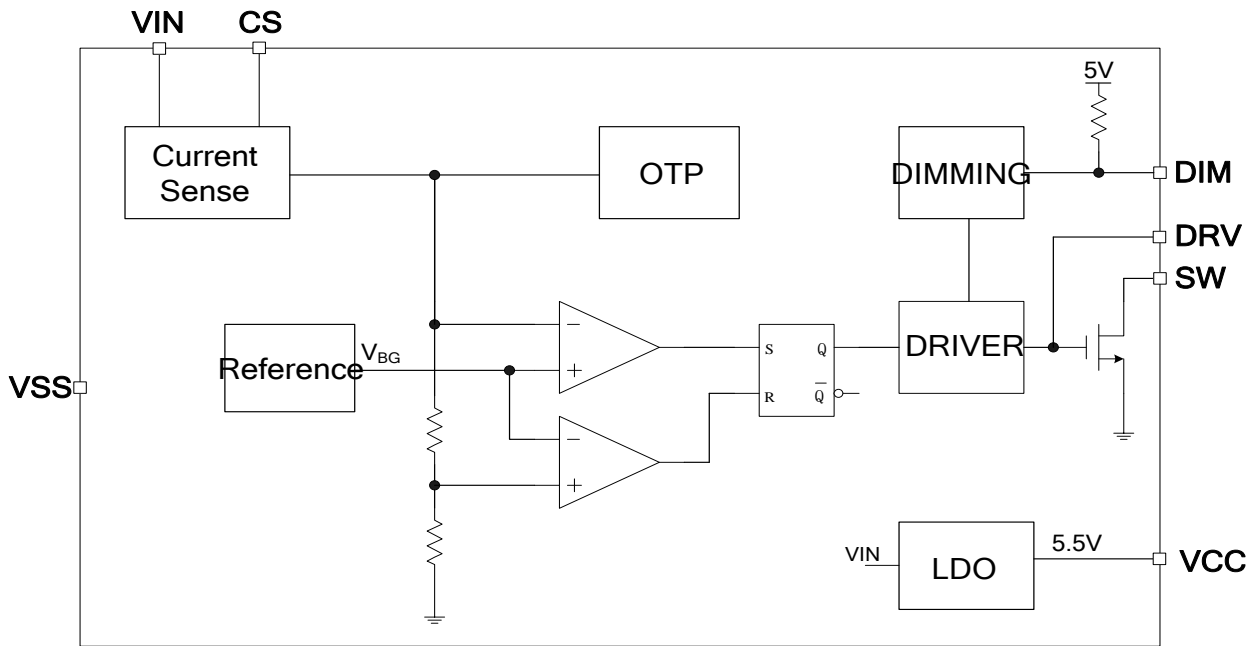 VIN CS
5V
Current
Sense
OTP
DIMMING
DIM
DRV
SW
Reference
VBG
−
+
S Q
R Q̅
DRIVER
VSS
−
+
VIN
LDO
5.5V
VCC